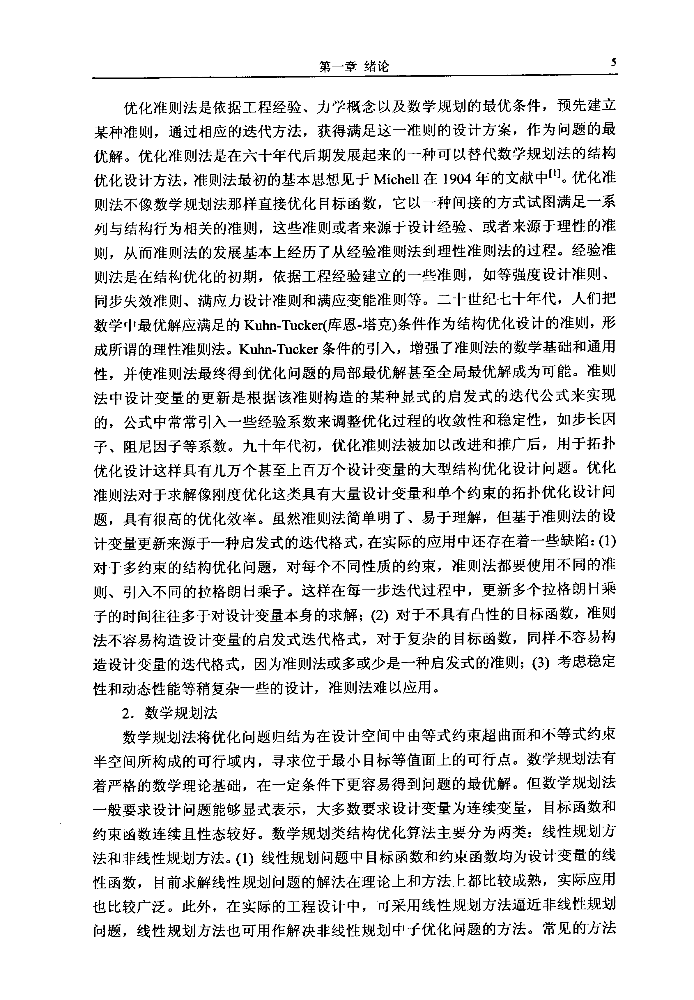 第一章 绪论 5
优化准则法是依据工程经验、力学概念以及数学规划的最优条件，预先建立
某种准则，通过相应的迭代方法，获得满足这一准则的设计方案，作为问题的最
优解。优化准则法是在六十年代后期发展起来的一种可以替代数学规划法的结构
优化设计方法，准则法最初的基本思想见于 Michell 在 1904 年的文献中[1]。优化准
则法不像数学规划法那样直接优化目标函数，它以一种间接的方式试图满足一系
列与结构行为相关的准则，这些准则或者来源于设计经验、或者来源于理性的准
则，从而准则法的发展基本上经历了从经验准则法到理性准则法的过程。经验准
则法是在结构优化的初期，依据工程经验建立的一些准则，如等强度设计准则、
同步失效准则、满应力设计准则和满应变能准则等。二十世纪七十年代，人们把
数学中最优解应满足的 Kuhn-Tucker(库恩-塔克)条件作为结构优化设计的准则，形
成所谓的理性准则法。Kuhn-Tucker 条件的引入，增强了准则法的数学基础和通用
性，并使准则法最终得到优化问题的局部最优解甚至全局最优解成为可能。准则
法中设计变量的更新是根据该准则构造的某种显式的启发式的迭代公式来实现
的，公式中常常引入一些经验系数来调整优化过程的收敛性和稳定性，如步长因
子、阻尼因子等系数。九十年代初，优化准则法被加以改进和推广后，用于拓扑
优化设计这样具有几万个甚至上百万个设计变量的大型结构优化设计问题。优化
准则法对于求解像刚度优化这类具有大量设计变量和单个约束的拓扑优化设计问
题，具有很高的优化效率。虽然准则法简单明了、易于理解，但基于准则法的设
计变量更新来源于一种启发式的迭代格式，在实际的应用中还存在着一些缺陷：(1)
对于多约束的结构优化问题，对每个不同性质的约束，准则法都要使用不同的准
则、引入不同的拉格朗日乘子。这样在每一步迭代过程中，更新多个拉格朗日乘
子的时间往往多于对设计变量本身的求解；(2) 对于不具有凸性的目标函数，准则
法不容易构造设计变量的启发式迭代格式，对于复杂的目标函数，同样不容易构
造设计变量的迭代格式，因为准则法或多或少是一种启发式的准则；(3) 考虑稳定
性和动态性能等稍复杂一些的设计，准则法难以应用。
2．数学规划法
数学规划法将优化问题归结为在设计空间中由等式约束超曲面和不等式约束
半空间所构成的可行域内，寻求位于最小目标等值面上的可行点。数学规划法有
着严格的数学理论基础，在一定条件下更容易得到问题的最优解。但数学规划法
一般要求设计问题能够显式表示，大多数要求设计变量为连续变量，目标函数和
约束函数连续且性态较好。数学规划类结构优化算法主要分为两类：线性规划方
法和非线性规划方法。(1) 线性规划问题中目标函数和约束函数均为设计变量的线
性函数，目前求解线性规划问题的解法在理论上和方法上都比较成熟，实际应用
也比较广泛。此外，在实际的工程设计中，可采用线性规划方法逼近非线性规划
问题，线性规划方法也可用作解决非线性规划中子优化问题的方法。常见的方法